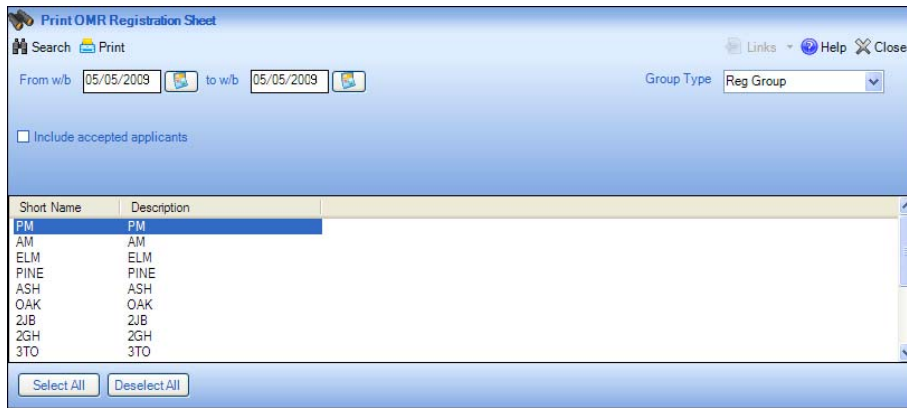 Print OMR Registration Sheet
Search Print Links Help Close
From w/b 05/05/2009 to w/b 05/05/2009 Group Type Reg Group
Include accepted applicants
Short Name Description
PM PM
AM AM
ELM ELM
PINE PINE
ASH ASH
OAK OAK
2JB 2JB
2GH 2GH
3TO 3TO
Select All Deselect All